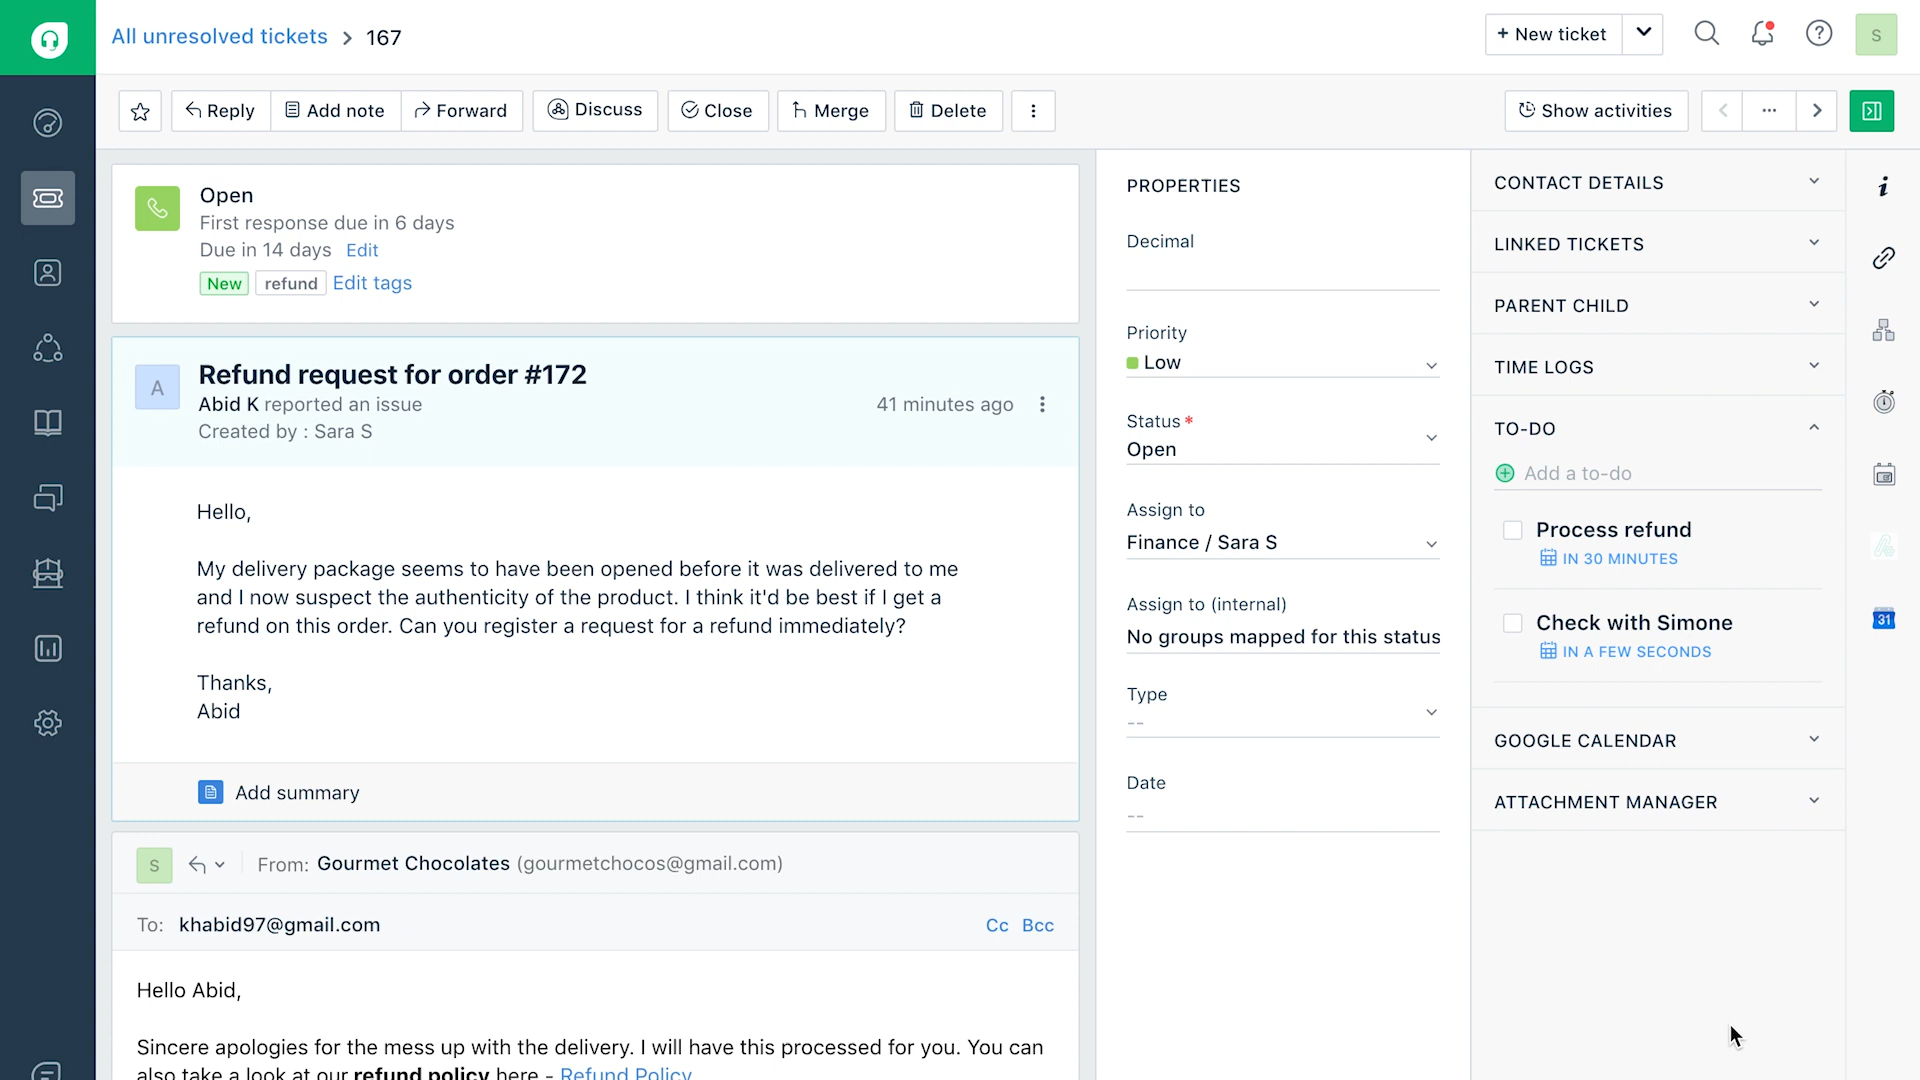 All unresolved tickets > 167
+ New ticket
S
Reply
Add note
Forward
Discuss
Close
Merge
Delete
Show activities
Open
First response due in 6 days
Due in 14 days Edit
New refund Edit tags
A
Refund request for order #172
Abid K reported an issue
41 minutes ago
Created by : Sara S
Hello,
My delivery package seems to have been opened before it was delivered to me
and I now suspect the authenticity of the product. I think it'd be best if I get a
refund on this order. Can you register a request for a refund immediately?
Thanks,
Abid
Add summary
S
From: Gourmet Chocolates (gourmetchocos@gmail.com)
To: khabid97@gmail.com
Cc Bcc
Hello Abid,
Sincere apologies for the mess up with the delivery. I will have this processed for you. You can
also take a look at our refund policy here - Refund Policy
PROPERTIES
Decimal
Priority
Low
Status *
Open
Assign to
Finance / Sara S
Assign to (internal)
No groups mapped for this status
Type
--
Date
--
CONTACT DETAILS
LINKED TICKETS
PARENT CHILD
TIME LOGS
TO-DO
Add a to-do
Process refund
IN 30 MINUTES
Check with Simone
IN A FEW SECONDS
GOOGLE CALENDAR
ATTACHMENT MANAGER
31